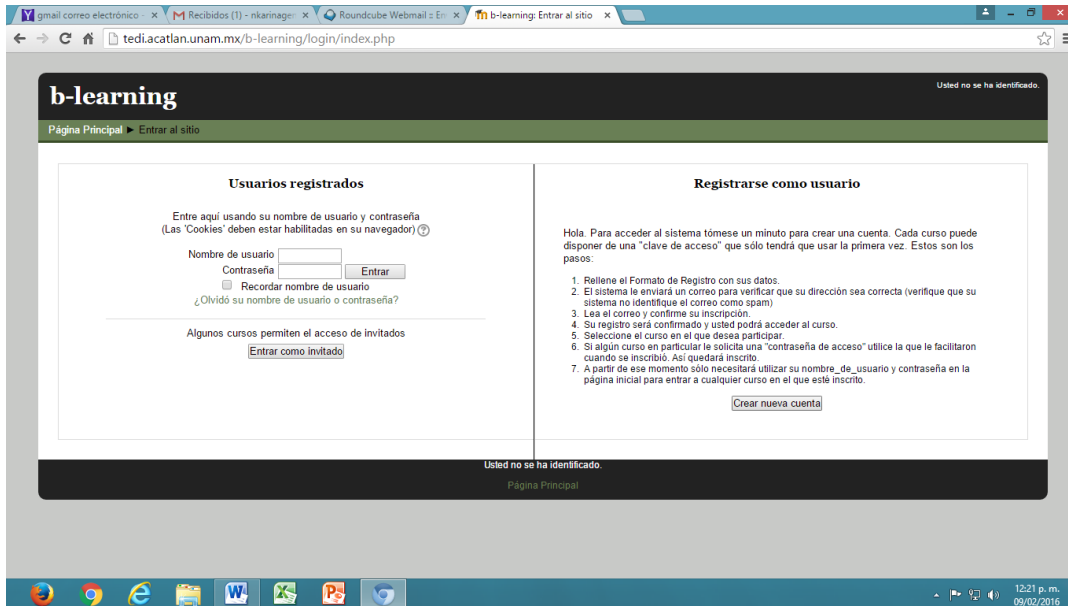 gmail correo electrónico -
Recibidos (1) - nkarinager
Roundcube Webmail :: En
b-learning: Entrar al sitio
tedi.acatlan.unam.mx/b-learning/login/index.php
b-learning
Usted no se ha identificado.
Página Principal ► Entrar al sitio
Usuarios registrados
Entre aquí usando su nombre de usuario y contraseña
(Las 'Cookies' deben estar habilitadas en su navegador)
Nombre de usuario
Contraseña
Entrar
Recordar nombre de usuario
¿Olvidó su nombre de usuario o contraseña?
Algunos cursos permiten el acceso de invitados
Entrar como invitado
Registrarse como usuario
Hola. Para acceder al sistema tómese un minuto para crear una cuenta. Cada curso puede
disponer de una "clave de acceso" que sólo tendrá que usar la primera vez. Estos son los
pasos:
1. Rellene el Formato de Registro con sus datos.
2. El sistema le enviará un correo para verificar que su dirección sea correcta (verifique que su
sistema no identifique el correo como spam)
3. Lea el correo y confirme su inscripción.
4. Su registro será confirmado y usted podrá acceder al curso.
5. Seleccione el curso en el que desea participar.
6. Si algún curso en particular le solicita una "contraseña de acceso" utilice la que le facilitaron
cuando se inscribió. Así quedará inscrito.
7. A partir de ese momento sólo necesitará utilizar su nombre_de_usuario y contraseña en la
página inicial para entrar a cualquier curso en el que esté inscrito.
Crear nueva cuenta
Usted no se ha identificado.
Página Principal
12:21 p. m.
09/02/2016